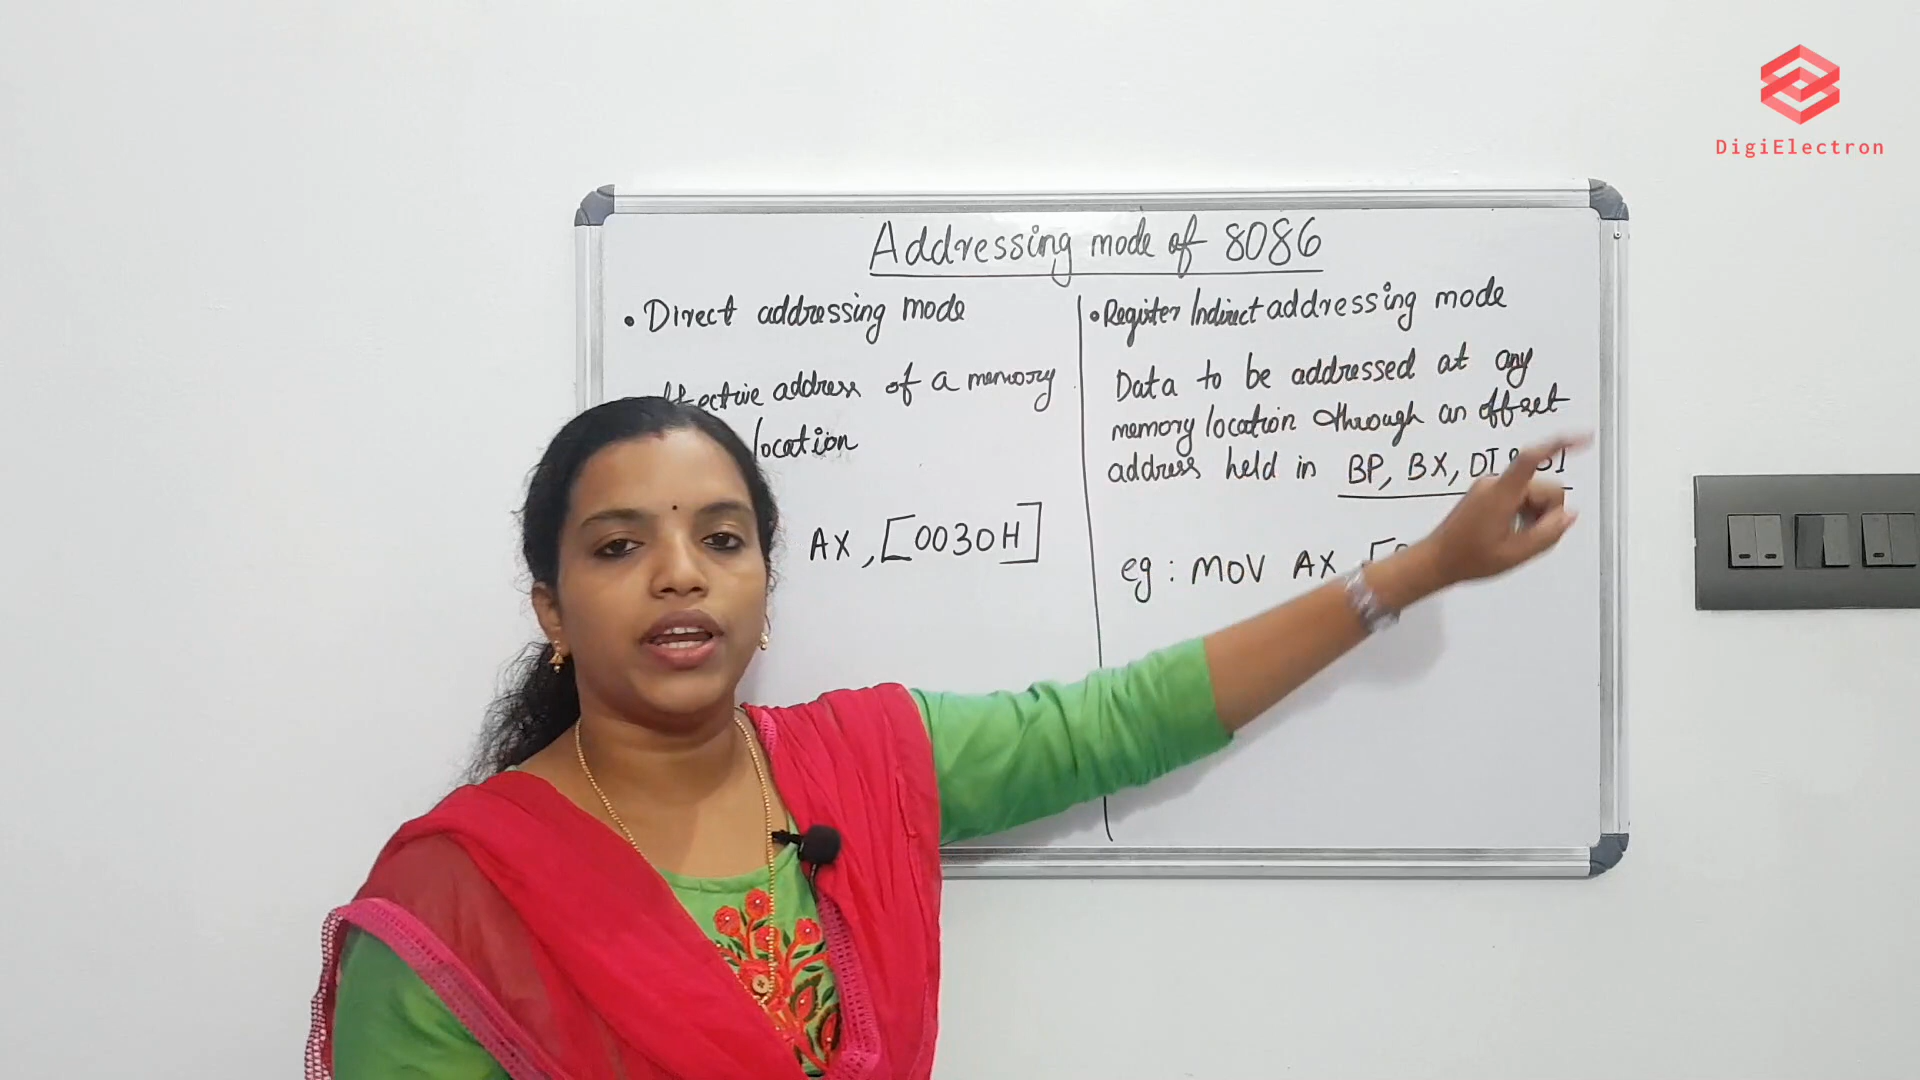 DigiElectron
Addressing mode of 8086
• Direct addressing mode
address of a memory
location
AX, [0030H]
• Register Indirect addressing mode
Data to be addressed at any
memory location through an offset
address held in BP, BX, DI
eg : MOV AX, [